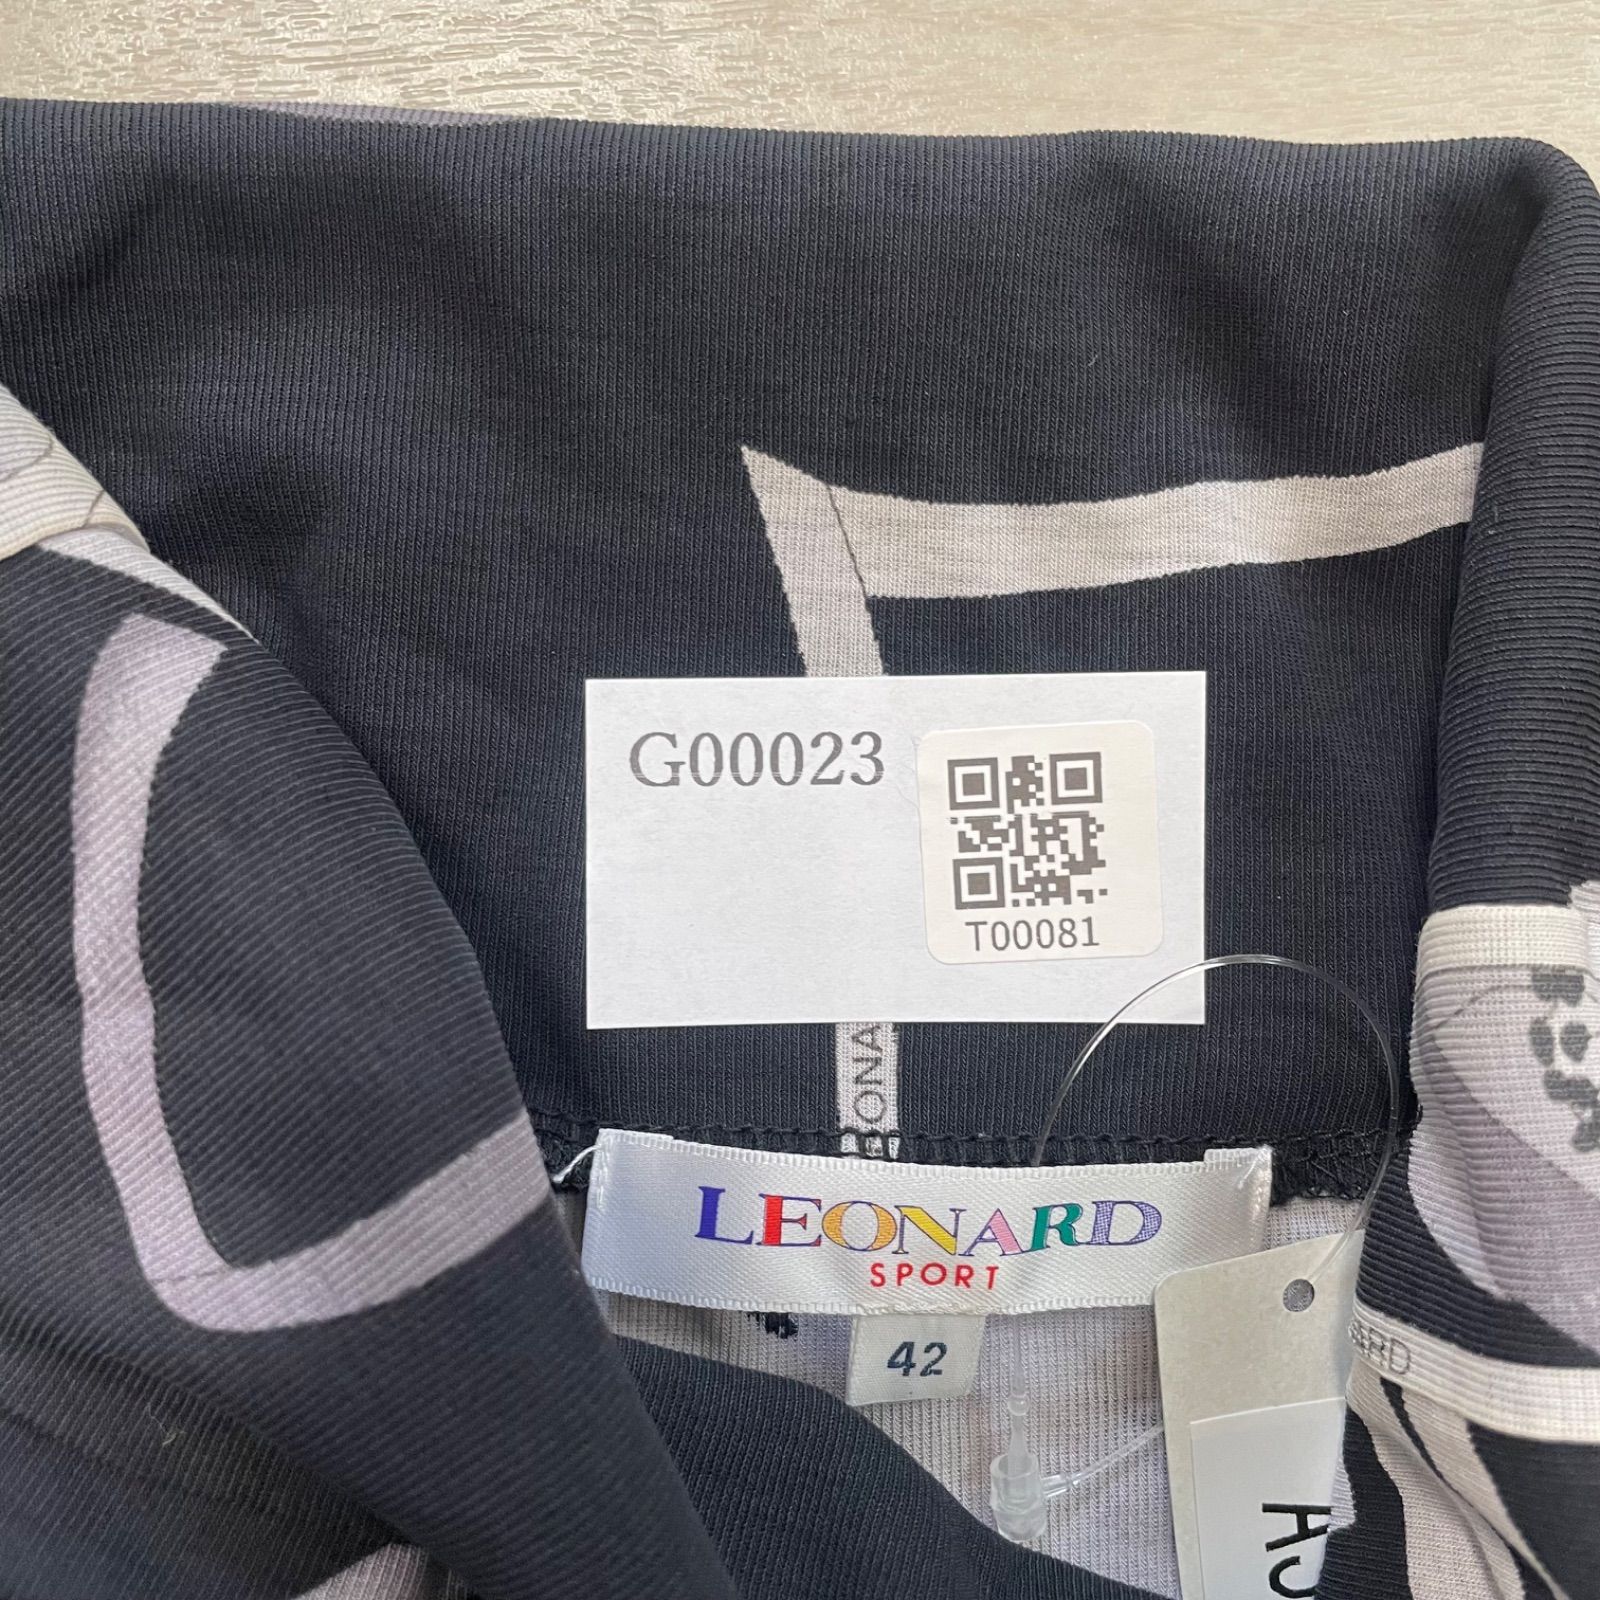 G00023
T00081
LEONARD
SPORT
42